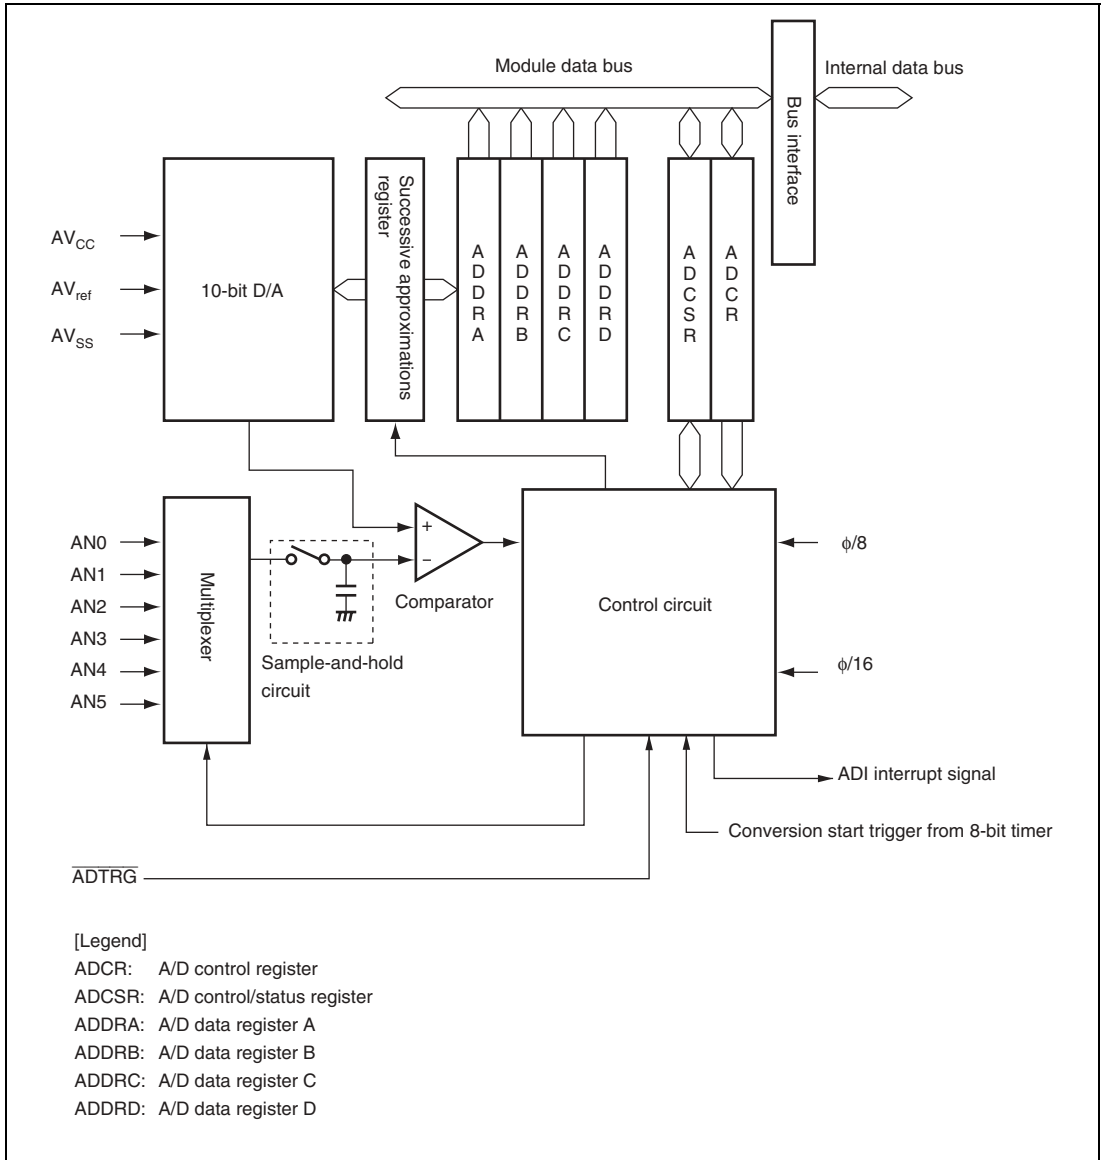 Module data bus
Internal data bus
Bus interface
AVCC
AVref
AVSS
10-bit D/A
Successive approximations
register
ADDRA
ADDRB
ADDRC
ADDRD
ADCSR
ADCR
AN0
AN1
AN2
AN3
AN4
AN5
Multiplexer
+
−
Comparator
Sample-and-hold
circuit
Control circuit
ϕ/8
ϕ/16
ADI interrupt signal
Conversion start trigger from 8-bit timer
ADTRG
[Legend]
ADCR: A/D control register
ADCSR: A/D control/status register
ADDRA: A/D data register A
ADDRB: A/D data register B
ADDRC: A/D data register C
ADDRD: A/D data register D